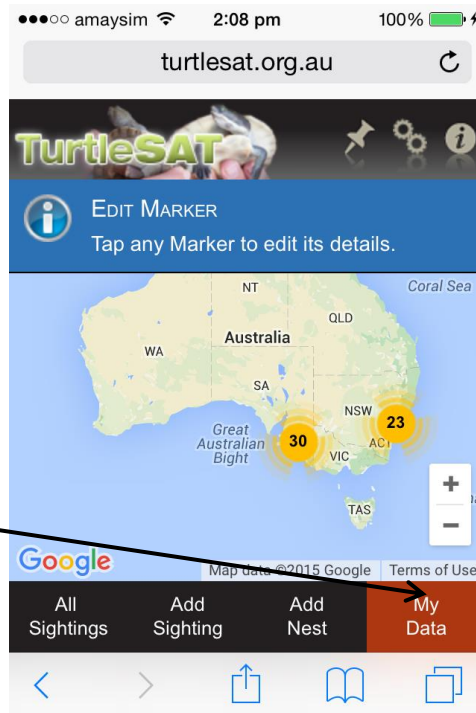 amaysim 2:08 pm 100%
turtlesat.org.au
TurtleSAT
EDIT MARKER
Tap any Marker to edit its details.
NT
Coral Sea
QLD
Australia
WA
SA
NSW
23
Great
Australian
Bight
30
ACT
VIC
TAS
+
−
Google
Map data ©2015 Google
Terms of Use
All
Sightings
Add
Sighting
Add
Nest
My
Data